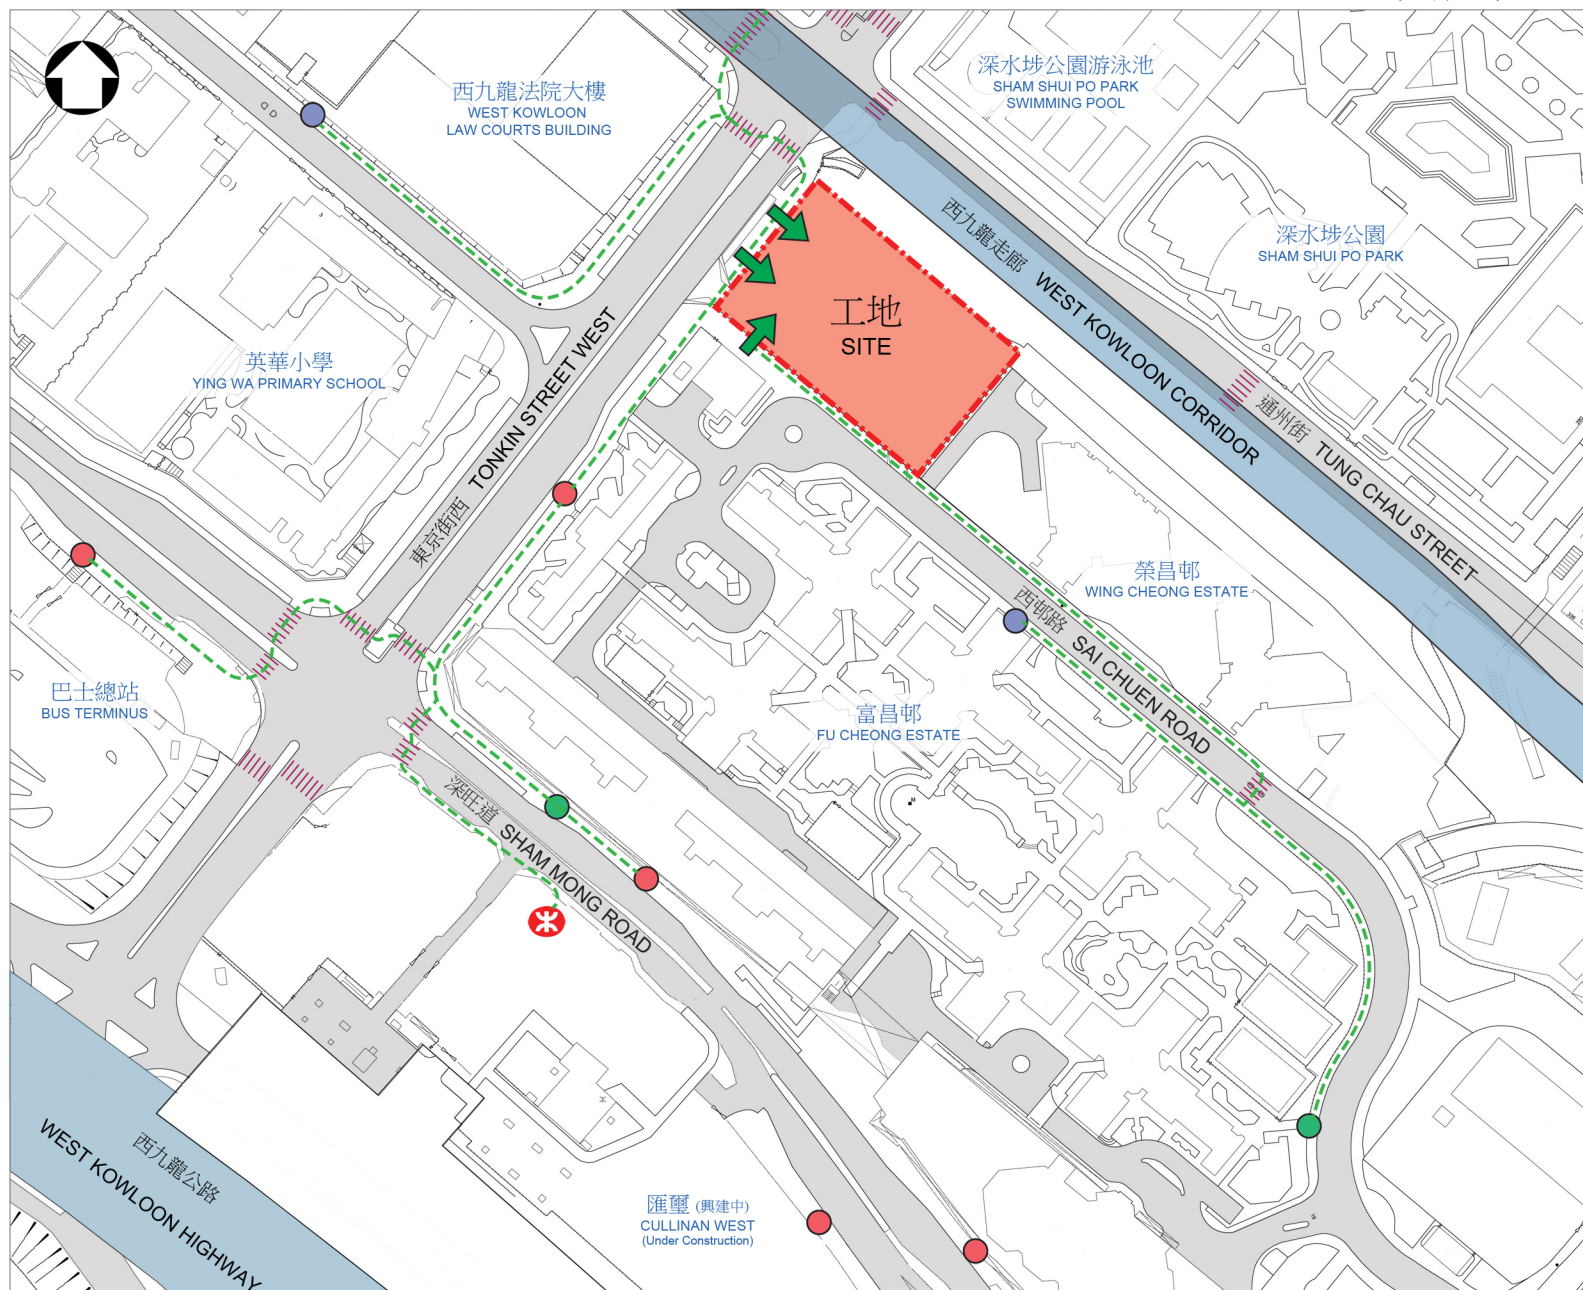 西九龍法院大樓
WEST KOWLOON
LAW COURTS BUILDING
深水埗公園游泳池
SHAM SHUI PO PARK
SWIMMING POOL
深水埗公園
SHAM SHUI PO PARK
西九龍走廊 WEST KOWLOON CORRIDOR
工地
SITE
英華小學
YING WA PRIMARY SCHOOL
東京街西 TONKIN STREET WEST
通州街 TUNG CHAU STREET
榮昌邨
WING CHEONG ESTATE
西邨路 SAI CHUEN ROAD
巴士總站
BUS TERMINUS
富昌邨
FU CHEONG ESTATE
深旺道 SHAM MONG ROAD
西九龍公路
WEST KOWLOON HIGHWAY
匯璽 (興建中)
CULLINAN WEST
(Under Construction)